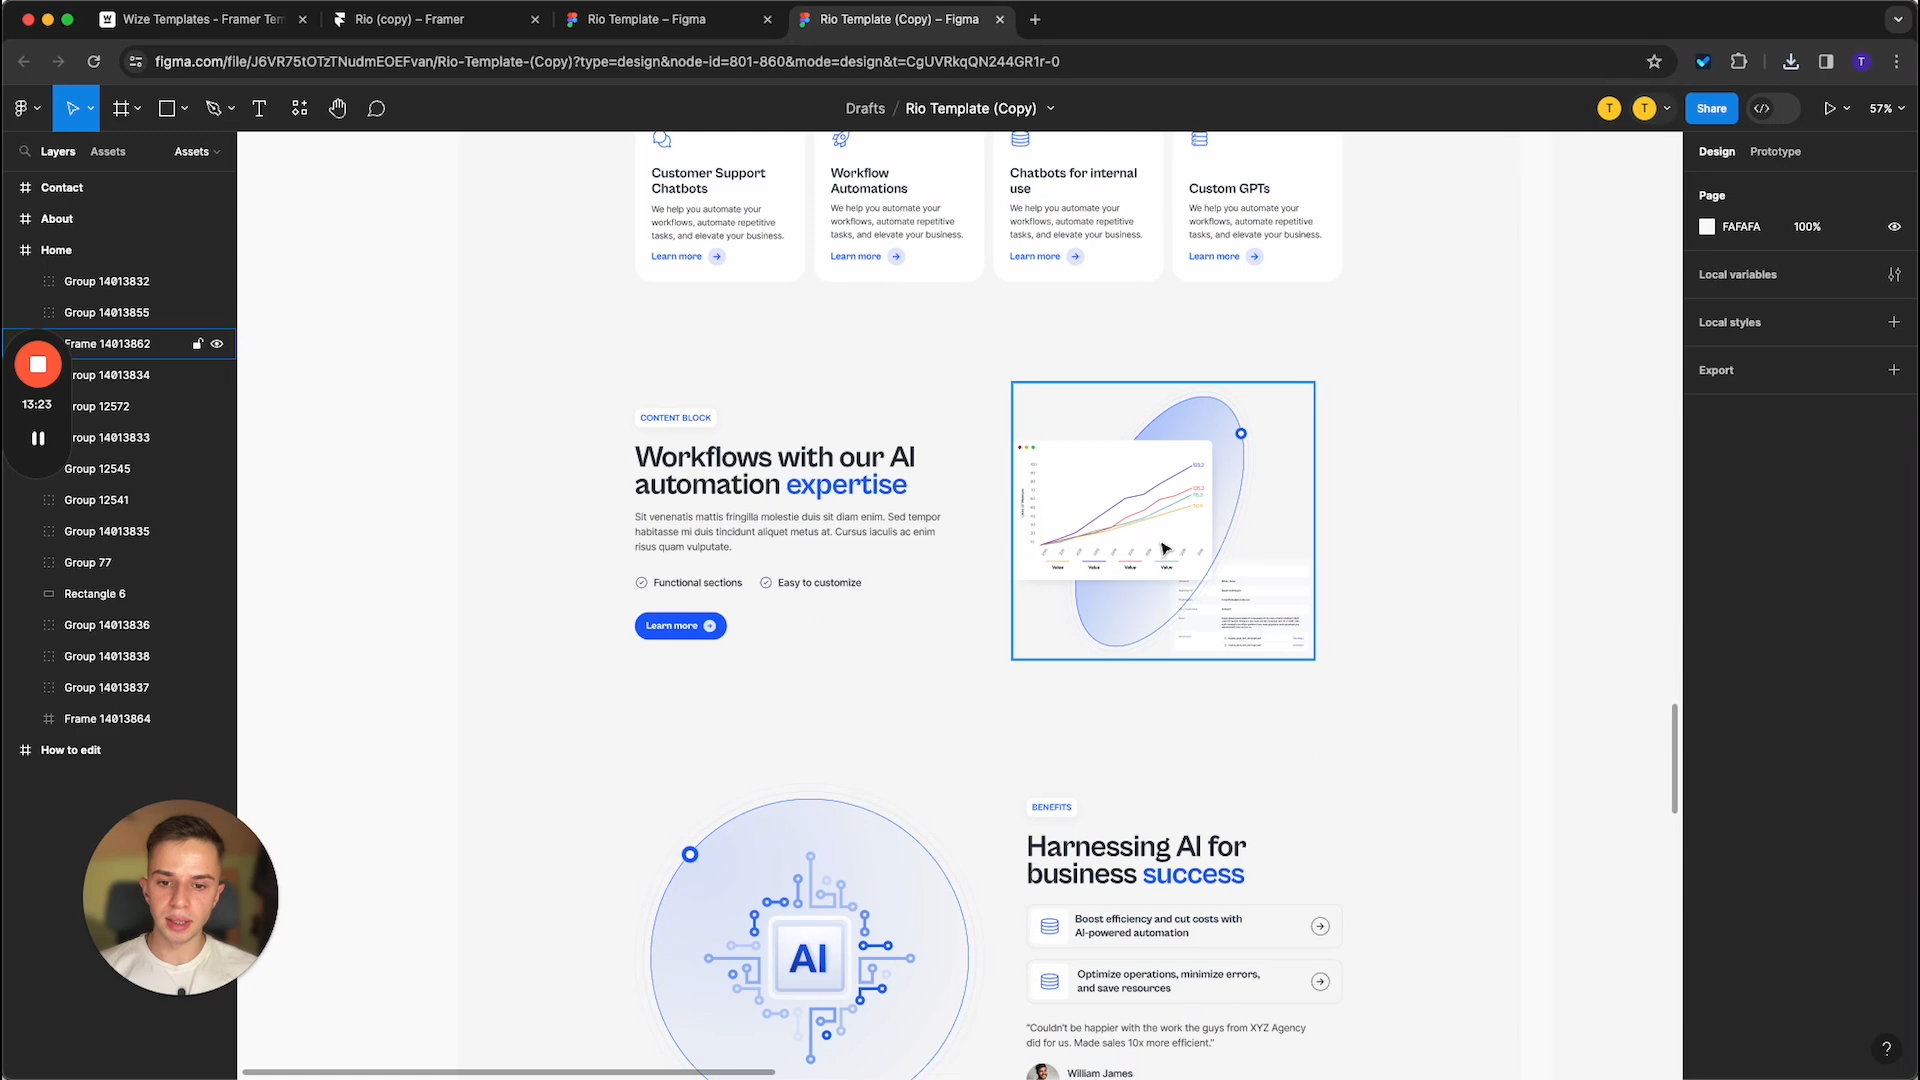 Wize Templates - Framer Tem
Rio (copy) – Framer
Rio Template – Figma
Rio Template (Copy) – Figma
figma.com/file/J6VR75tOTzTNudmEOEFvan/Rio-Template-(Copy)?type=design&node-id=801-860&mode=design&t=CgUVRkqQN244GR1r-0
T
Drafts / Rio Template (Copy)
T
T
Share
57%
Layers
Assets
Assets
Contact
About
Home
Group 14013832
Group 14013855
Frame 14013862
roup 14013834
roup 12572
roup 14013833
Group 12545
Group 12541
Group 14013835
Group 77
Rectangle 6
Group 14013836
Group 14013838
Group 14013837
Frame 14013864
How to edit
13:23
Customer Support
Chatbots
We help you automate your
workflows, automate repetitive
tasks, and elevate your business.
Learn more
Workflow
Automations
We help you automate your
workflows, automate repetitive
tasks, and elevate your business.
Learn more
Chatbots for internal
use
We help you automate your
workflows, automate repetitive
tasks, and elevate your business.
Learn more
Custom GPTs
We help you automate your
workflows, automate repetitive
tasks, and elevate your business.
Learn more
CONTENT BLOCK
Workflows with our AI
automation expertise
Sit venenatis mattis fringilla molestie duis sit diam enim. Sed tempor
habitasse mi duis tincidunt aliquet metus at. Cursus iaculis ac enim
risus quam vulputate.
Functional sections
Easy to customize
Learn more
Value
Value
Value
Value
AI
BENEFITS
Harnessing AI for
business success
Boost efficiency and cut costs with
AI-powered automation
Optimize operations, minimize errors,
and save resources
"Couldn't be happier with the work the guys from XYZ Agency
did for us. Made sales 10x more efficient."
William James
Design
Prototype
Page
FAFAFA
100%
Local variables
Local styles
Export
?